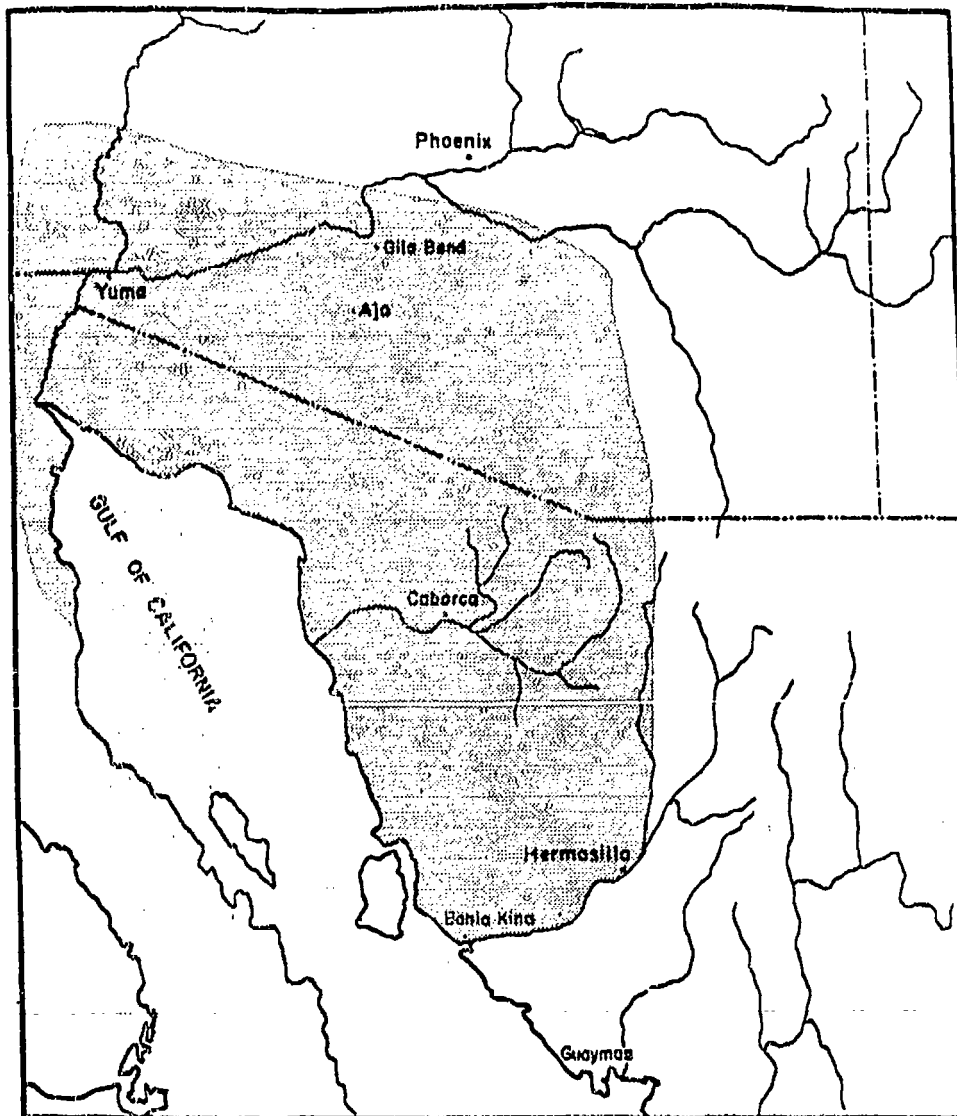 Phoenix
Gila Bend
Yuma
Ajo
GULF OF CALIFORNIA
Caborca
Hermosillo
Bahia Kino
Guaymas